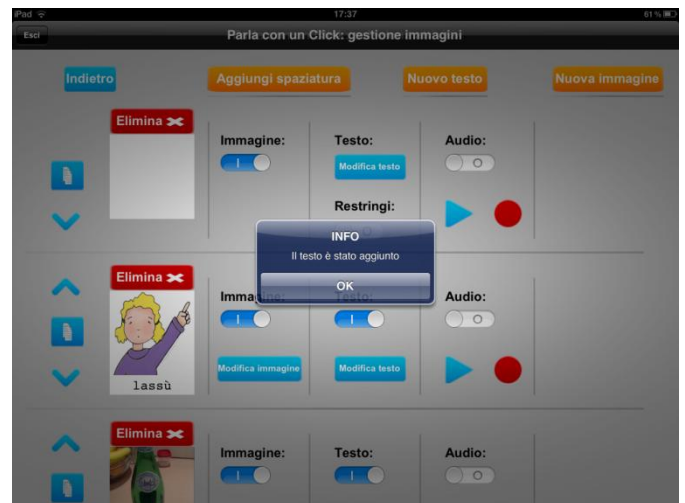 iPad 17:37 61 %
Esci Parla con un Click: gestione immagini
Indietro Aggiungi spaziatura Nuovo testo Nuova immagine
Elimina
Immagine: Testo: Audio:
Modifica testo
Restringi:
INFO
Il testo è stato aggiunto
OK
Elimina
Immagine: Testo: Audio:
Modifica immagine Modifica testo
lassù
Elimina
Immagine: Testo: Audio: